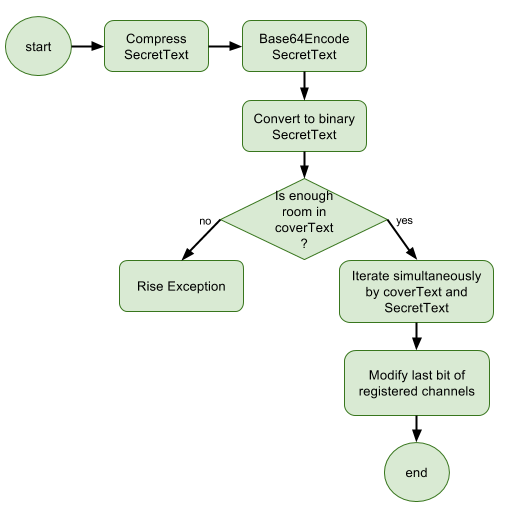 start
Compress
SecretText
Base64Encode
SecretText
Convert to binary
SecretText
Is enough
room in
coverText
?
no
yes
Rise Exception
Iterate simultaneously
by coverText and
SecretText
Modify last bit of
registered channels
end